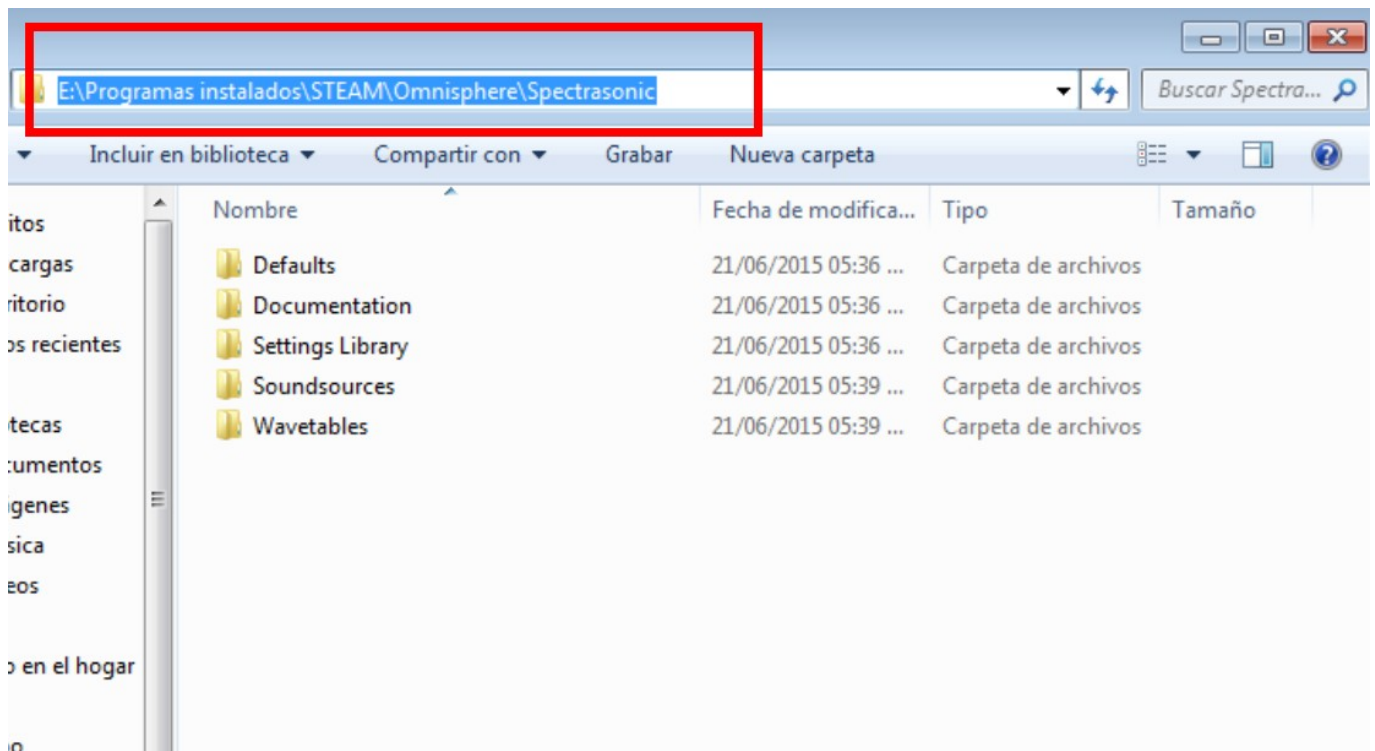 E:\Programas instalados\STEAM\Omnisphere\Spectrasonic
Buscar Spectra...
Incluir en biblioteca Compartir con Grabar Nueva carpeta
Nombre Fecha de modifica... Tipo Tamaño
itos
cargas
ritorio
os recientes
tecas
cumentos
ágenes
sica
eos
o en el hogar
Defaults 21/06/2015 05:36 ... Carpeta de archivos
Documentation 21/06/2015 05:36 ... Carpeta de archivos
Settings Library 21/06/2015 05:36 ... Carpeta de archivos
Soundsources 21/06/2015 05:39 ... Carpeta de archivos
Wavetables 21/06/2015 05:39 ... Carpeta de archivos